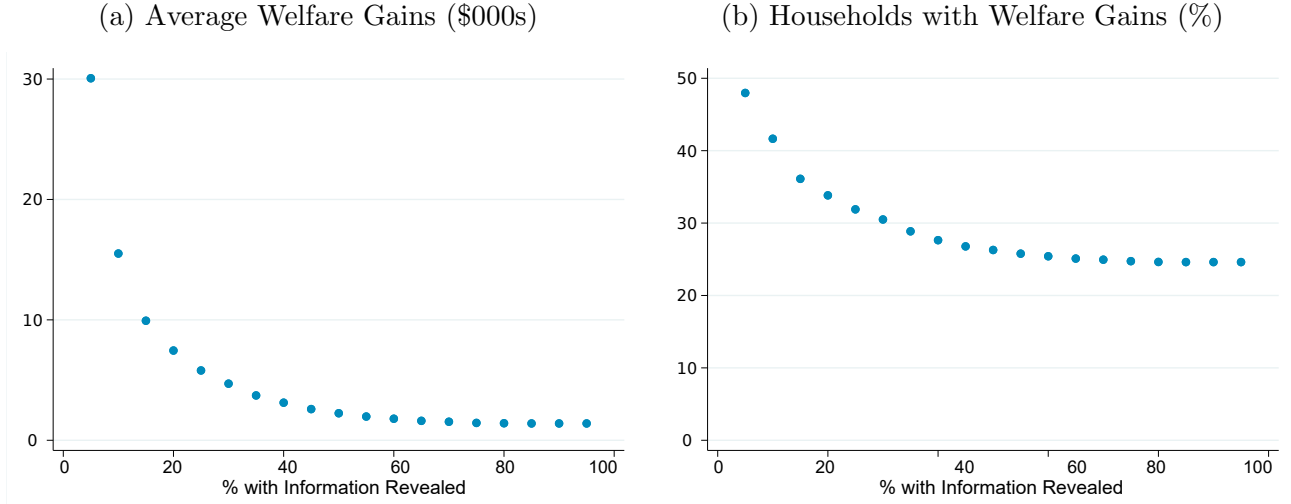 (a) Average Welfare Gains ($000s)
30
20
10
0
0 20 40 60 80 100
% with Information Revealed
(b) Households with Welfare Gains (%)
50
40
30
20
10
0
0 20 40 60 80 100
% with Information Revealed